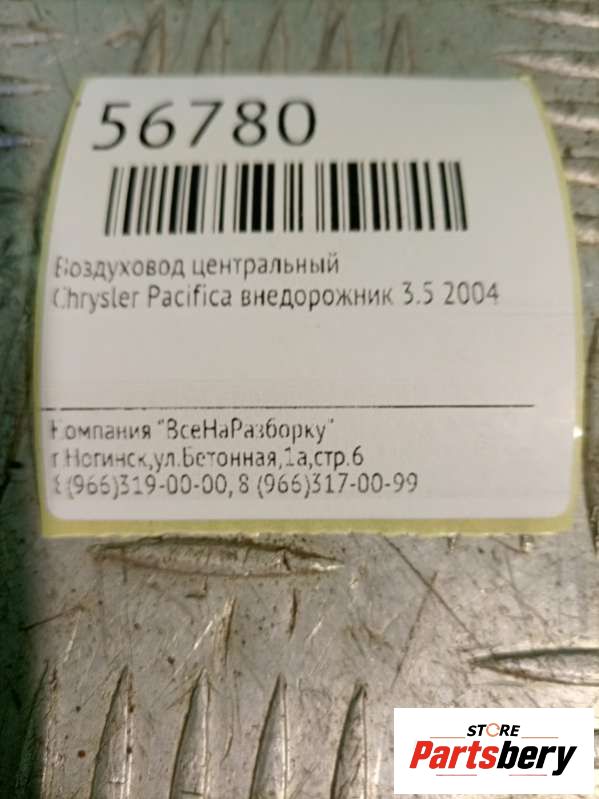 56780
Воздуховод центральный
Chrysler Pacifica внедорожник 3.5 2004
Компания "ВсеНаРазборку"
г.Ногинск,ул.Бетонная,1а,стр.6
8(966)319-00-00, 8 (966)317-00-99
STORE
Partsbery